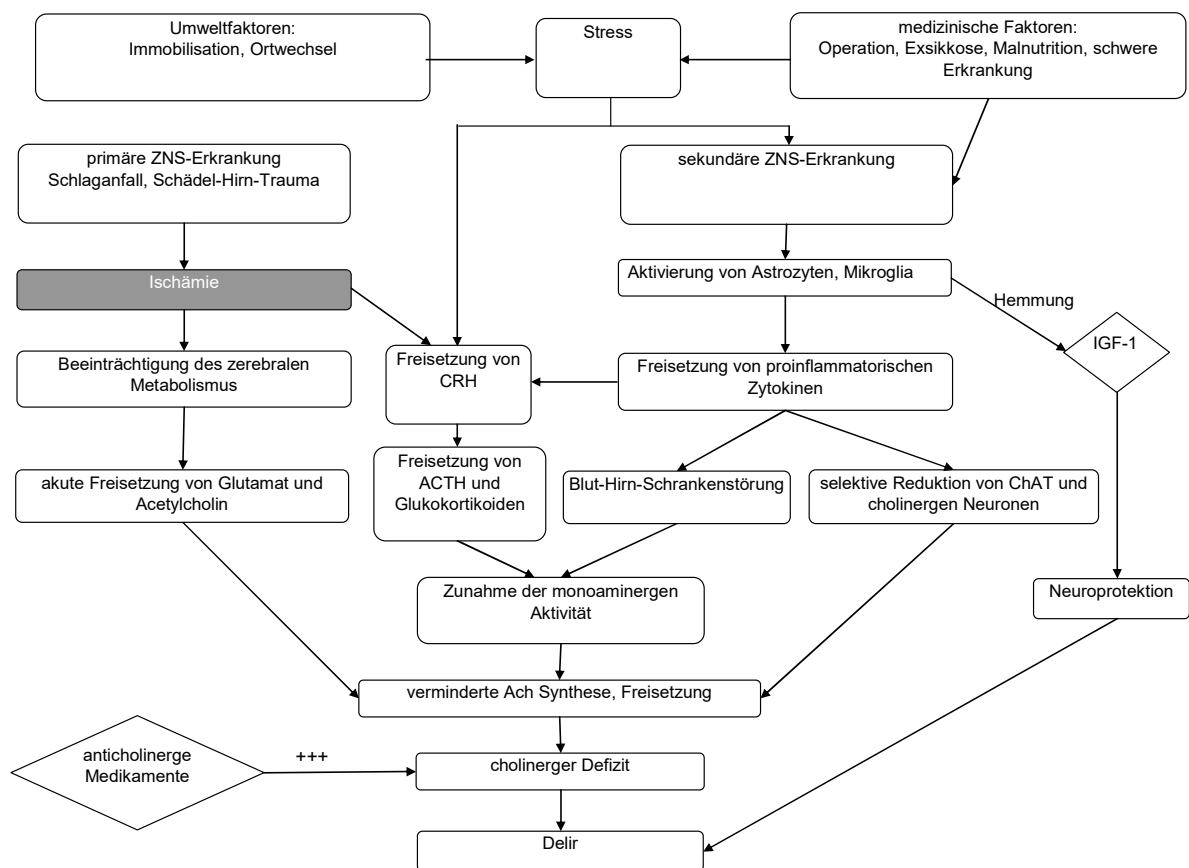 Umweltfaktoren:
Immobilisation, Ortwechsel
Stress
medizinische Faktoren:
Operation, Exsikkose, Malnutrition, schwere
Erkrankung
primäre ZNS-Erkrankung
Schlaganfall, Schädel-Hirn-Trauma
sekundäre ZNS-Erkrankung
Ischämie
Aktivierung von Astrozyten, Mikroglia
Hemmung
IGF-1
Beeinträchtigung des zerebralen
Metabolismus
Freisetzung von
CRH
Freisetzung von proinflammatorischen
Zytokinen
akute Freisetzung von Glutamat und
Acetylcholin
Freisetzung von
ACTH und
Glukokortikoiden
Blut-Hirn-Schrankenstörung
selektive Reduktion von ChAT und
cholinergen Neuronen
Zunahme der monoaminergen
Aktivität
Neuroprotektion
verminderte Ach Synthese, Freisetzung
anticholinerge
Medikamente
+++
cholinerger Defizit
Delir